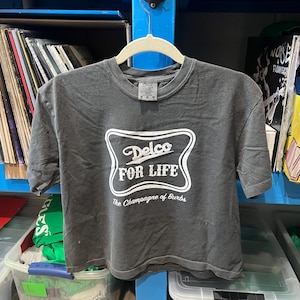 Delco
FOR LIFE
The Champagne of Burbs